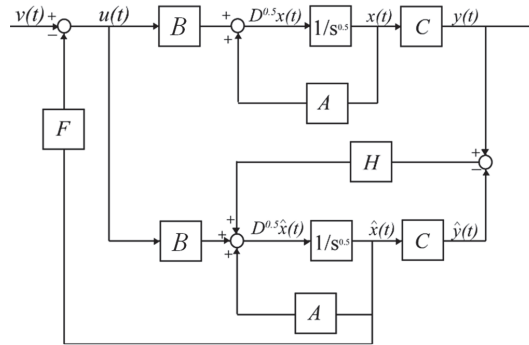 v(t) + − u(t) B + + D^0.5x(t) 1/s^0.5 x(t) C y(t)
A
F
H + −
B + + + D^0.5x̂(t) 1/s^0.5 x̂(t) C ŷ(t)
A